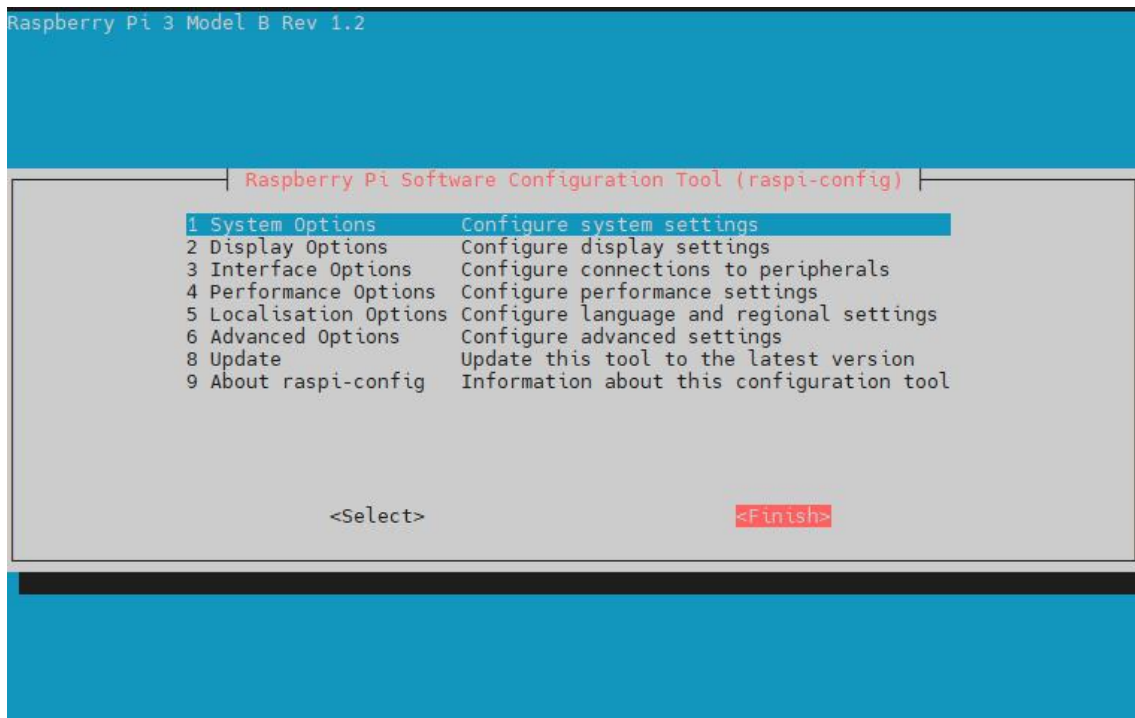 Raspberry Pi 3 Model B Rev 1.2
Raspberry Pi Software Configuration Tool (raspi-config)
1 System Options Configure system settings
2 Display Options Configure display settings
3 Interface Options Configure connections to peripherals
4 Performance Options Configure performance settings
5 Localisation Options Configure language and regional settings
6 Advanced Options Configure advanced settings
8 Update Update this tool to the latest version
9 About raspi-config Information about this configuration tool
<Select> <Finish>